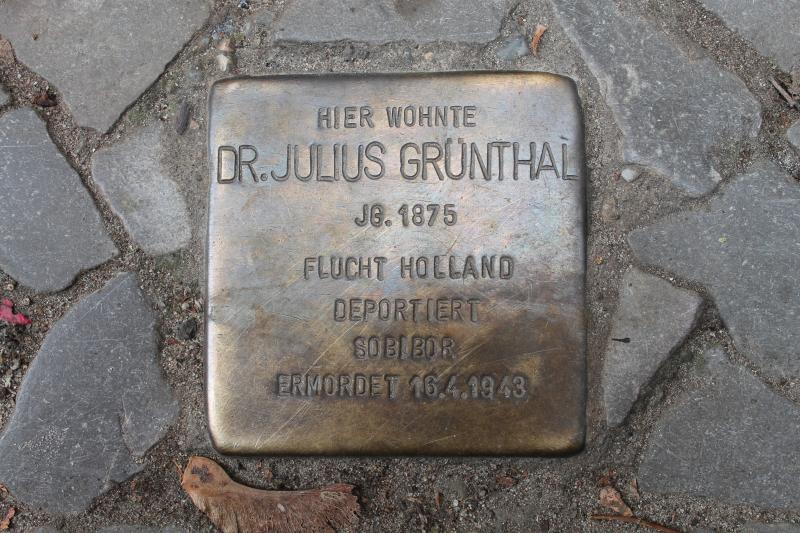 HIER WOHNTE
DR. JULIUS GRÜNTHAL
JG. 1875
FLUCHT HOLLAND
DEPORTIERT
SOBIBOR
ERMORDET 16.4.1943